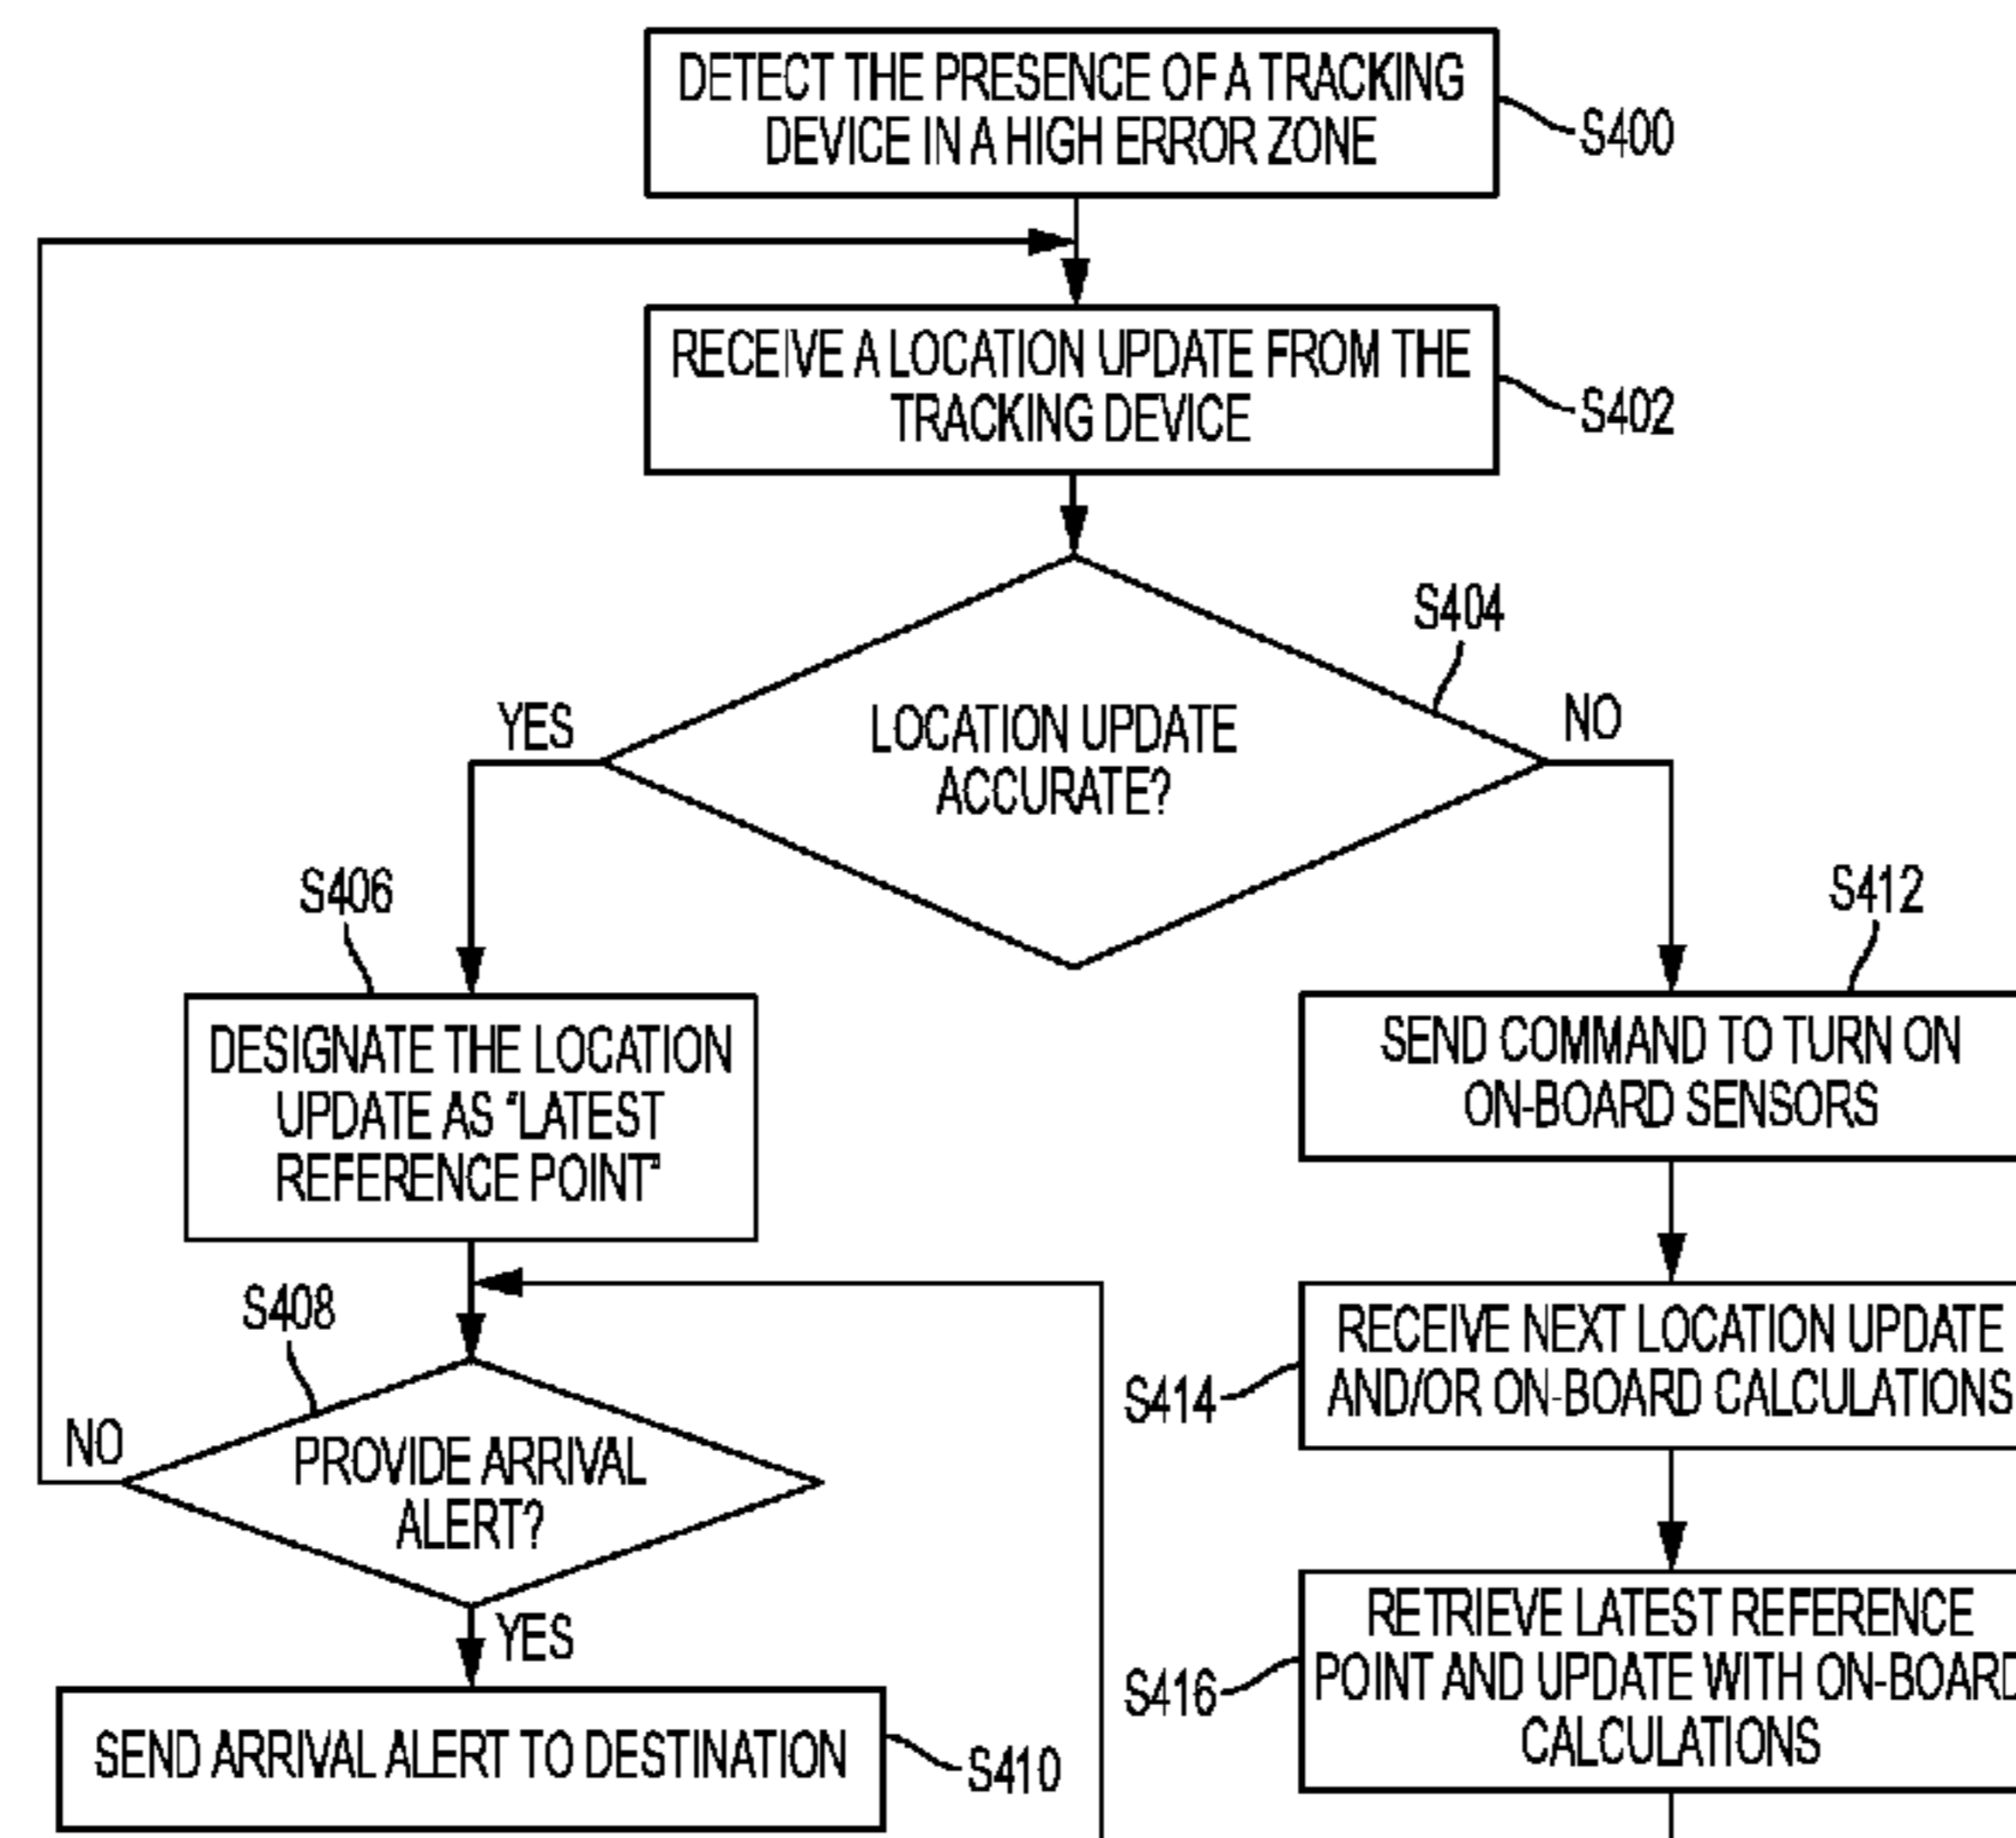 DETECT THE PRESENCE OF A TRACKING
DEVICE IN A HIGH ERROR ZONE
S400
RECEIVE A LOCATION UPDATE FROM THE
TRACKING DEVICE
S402
S404
LOCATION UPDATE
ACCURATE?
YES
NO
S406
DESIGNATE THE LOCATION
UPDATE AS "LATEST
REFERENCE POINT"
S412
SEND COMMAND TO TURN ON
ON-BOARD SENSORS
S408
PROVIDE ARRIVAL
ALERT?
NO
YES
S414
RECEIVE NEXT LOCATION UPDATE
AND/OR ON-BOARD CALCULATIONS
SEND ARRIVAL ALERT TO DESTINATION
S410
S416
RETRIEVE LATEST REFERENCE
POINT AND UPDATE WITH ON-BOARD
CALCULATIONS